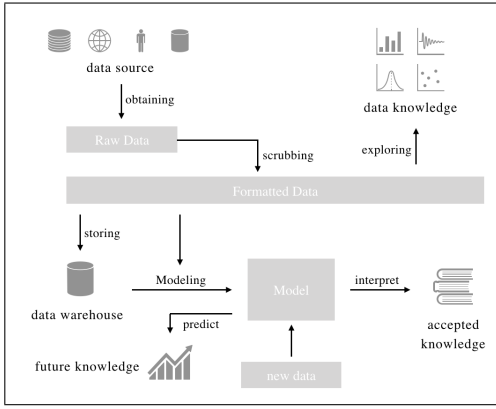 data source
obtaining
Raw Data
scrubbing
data knowledge
exploring
Formatted Data
storing
Modeling
interpret
Model
data warehouse
predict
accepted
knowledge
future knowledge
new data